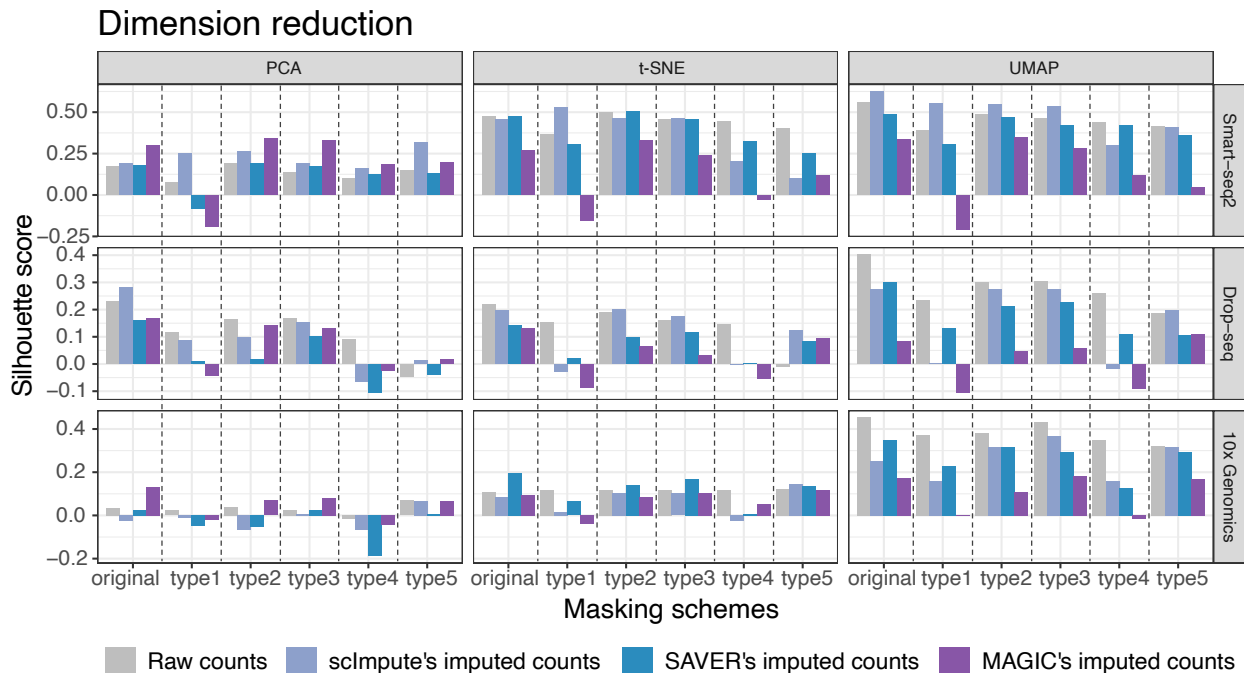 Dimension reduction
PCA t-SNE UMAP
Silhouette score
0.50
0.25
0.00
−0.25
Smart−seq2
0.4
0.3
0.2
0.1
0.0
−0.1
Drop−seq
0.4
0.2
0.0
−0.2
10x Genomics
original type1 type2 type3 type4 type5 original type1 type2 type3 type4 type5 original type1 type2 type3 type4 type5
Masking schemes
Raw counts scImpute's imputed counts SAVER's imputed counts MAGIC's imputed counts